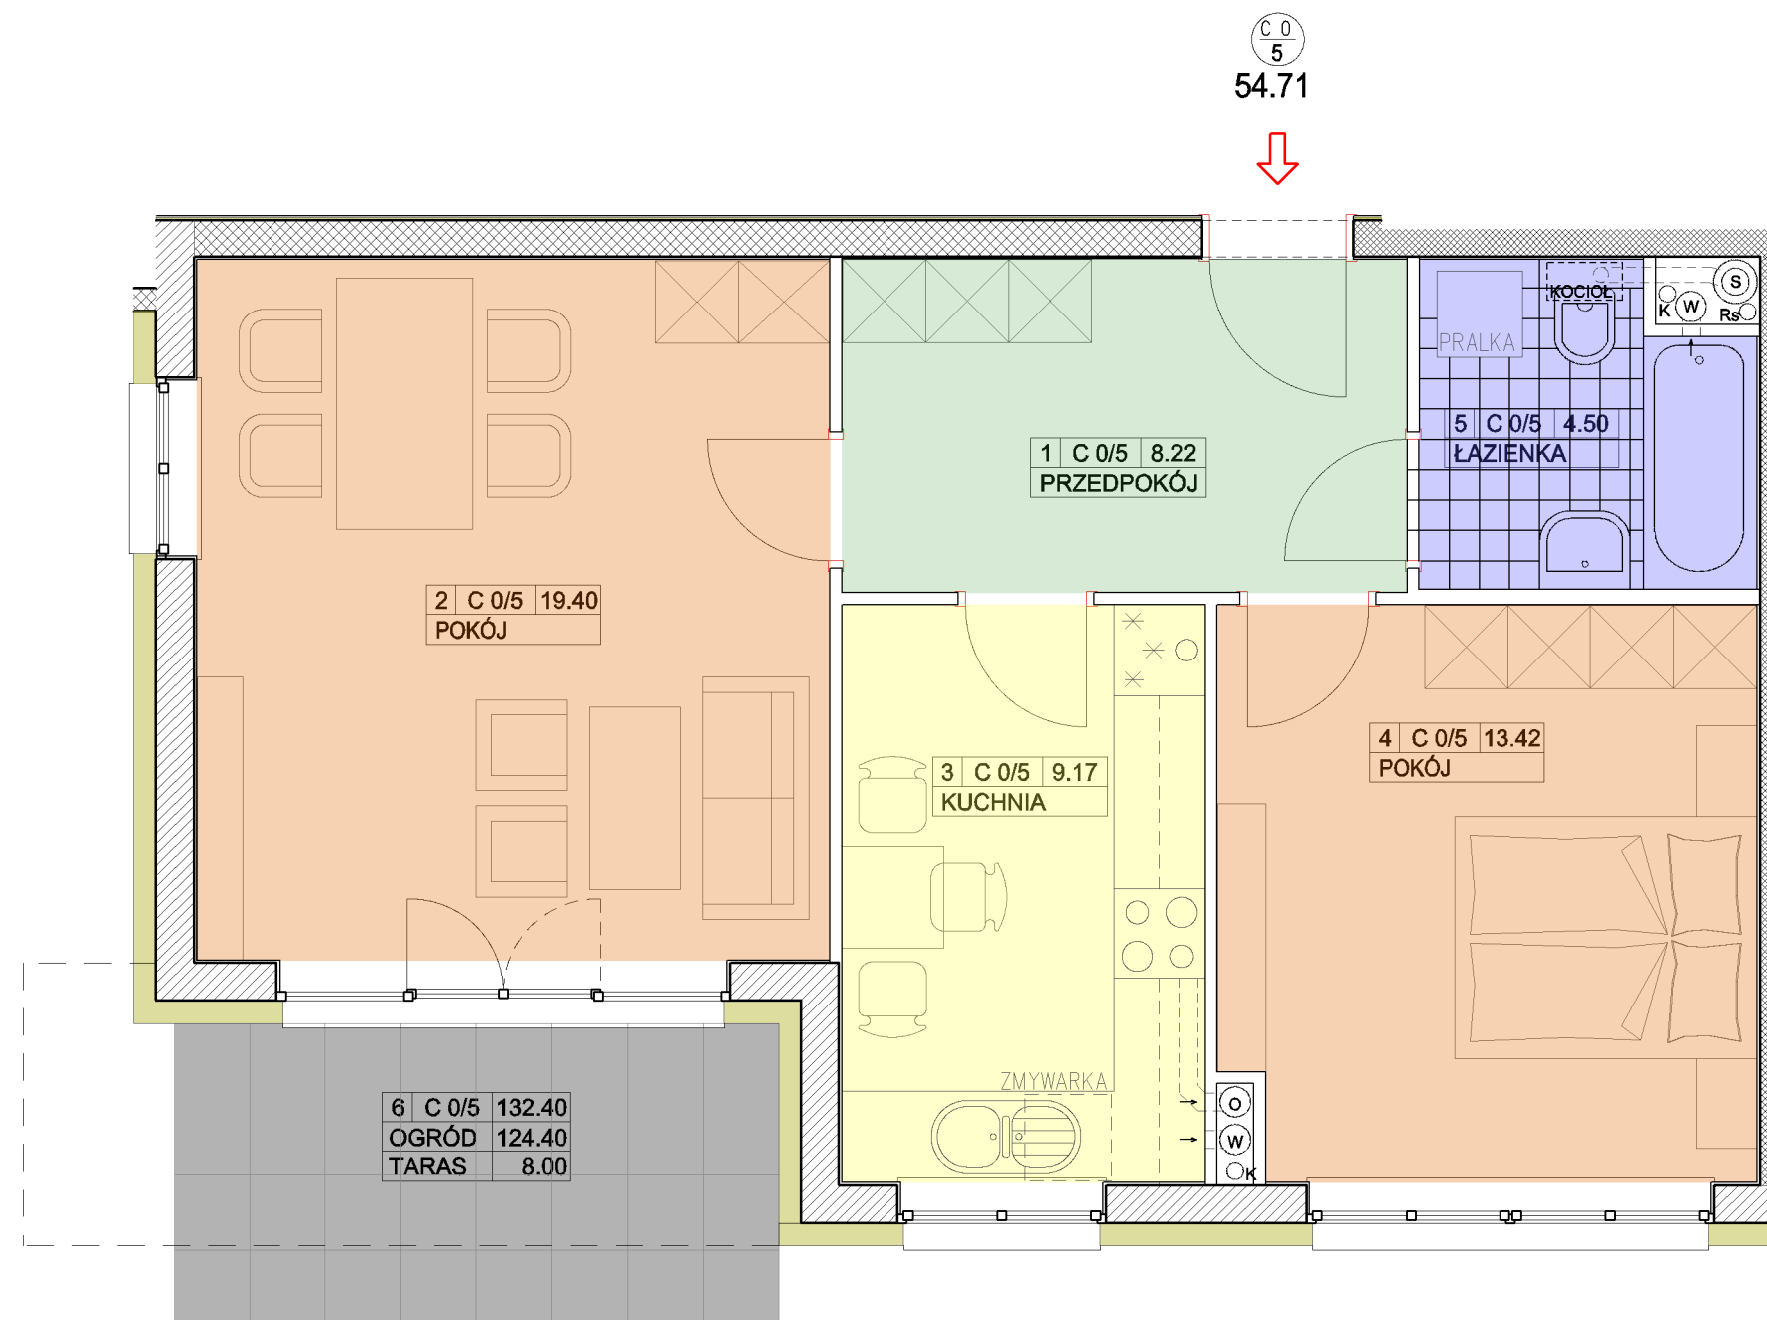 C 0
5
54.71
KOCIOŁ
S
K W Rs
PRALKA
5 C 0/5 4.50
ŁAZIENKA
1 C 0/5 8.22
PRZEDPOKÓJ
2 C 0/5 19.40
POKÓJ
4 C 0/5 13.42
POKÓJ
3 C 0/5 9.17
KUCHNIA
ZMYWARKA
O
W
K
6 C 0/5 132.40
OGRÓD 124.40
TARAS 8.00